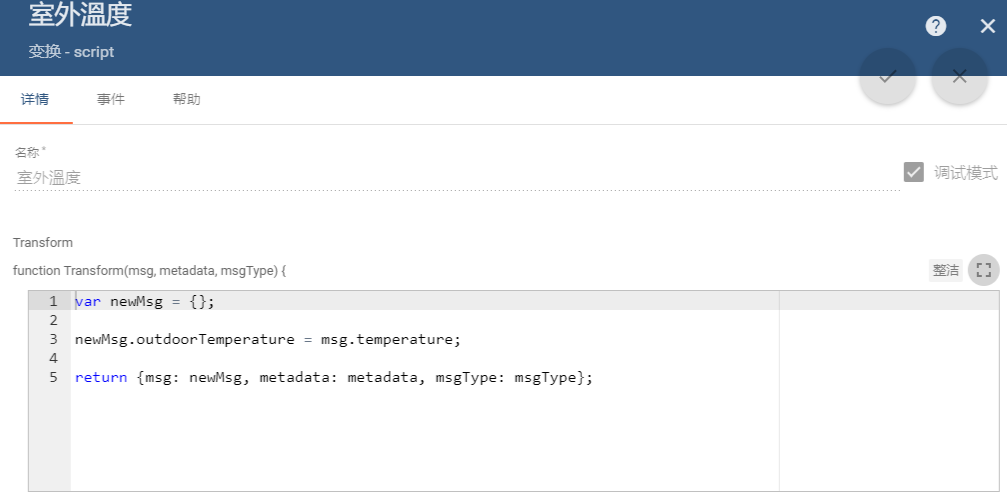 室外溫度
变换 - script
详情 事件 帮助
名称 *
室外溫度
调试模式
Transform
function Transform(msg, metadata, msgType) {
整洁
1 var newMsg = {};
2
3 newMsg.outdoorTemperature = msg.temperature;
4
5 return {msg: newMsg, metadata: metadata, msgType: msgType};